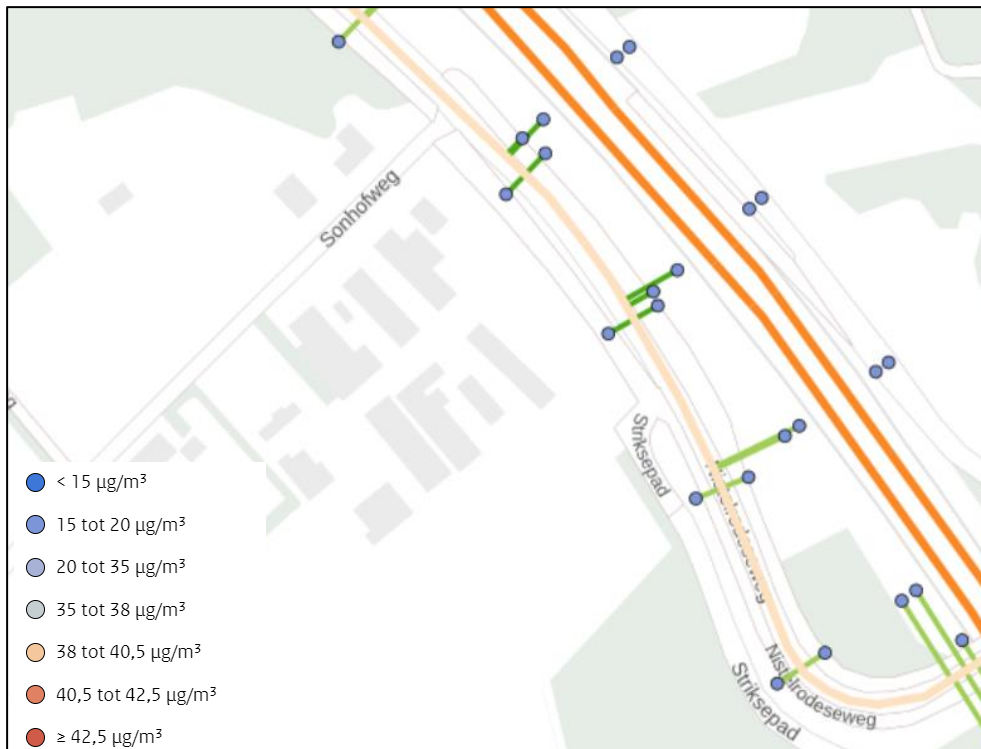 Sonhofweg
Striksepad
Nistelrodeseweg
Striksepad
Nistelrodeseweg
< 15 µg/m³
15 tot 20 µg/m³
20 tot 35 µg/m³
35 tot 38 µg/m³
38 tot 40,5 µg/m³
40,5 tot 42,5 µg/m³
≥ 42,5 µg/m³